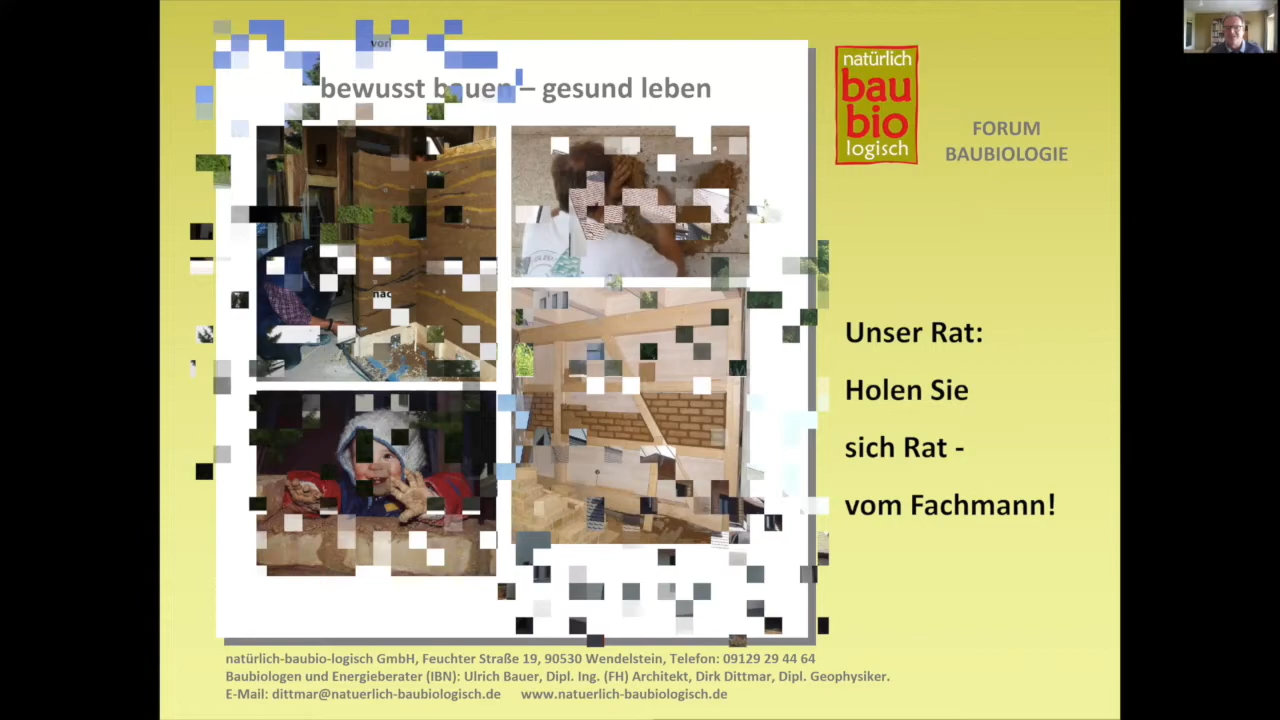 vorl
bewusst bauen – gesund leben
nac
natürlich
bau
bio
logisch
FORUM
BAUBIOLOGIE
Unser Rat:
Holen Sie
sich Rat -
vom Fachmann!
natürlich-baubio-logisch GmbH, Feuchter Straße 19, 90530 Wendelstein, Telefon: 09129 29 44 64
Baubiologen und Energieberater (IBN): Ulrich Bauer, Dipl. Ing. (FH) Architekt, Dirk Dittmar, Dipl. Geophysiker.
E-Mail: dittmar@natuerlich-baubiologisch.de www.natuerlich-baubiologisch.de